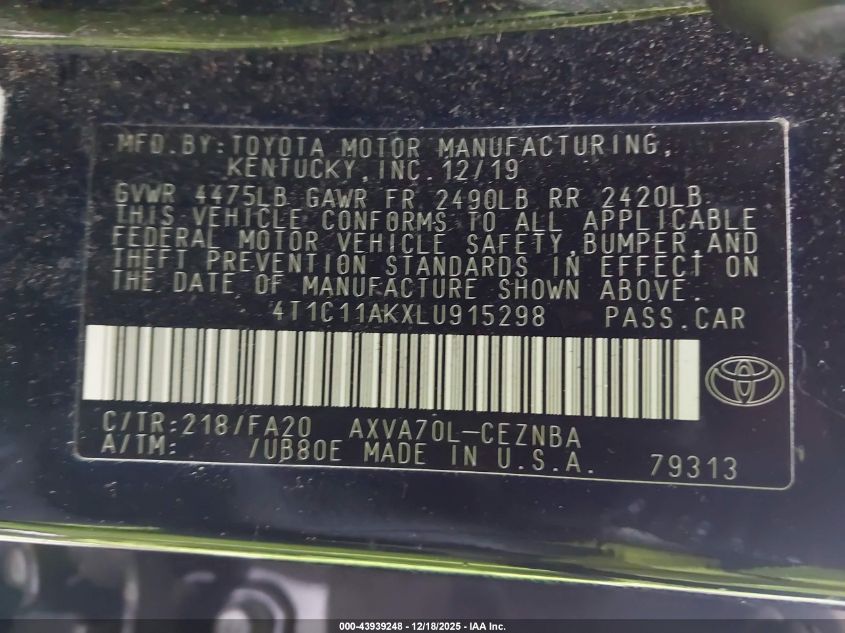 MFD.BY:TOYOTA MOTOR MANUFACTURING,
KENTUCKY,INC. 12/19
GVWR 4475LB GAWR FR 2490LB RR 2420LB
THIS VEHICLE CONFORMS TO ALL APPLICABLE
FEDERAL MOTOR VEHICLE SAFETY,BUMPER,AND
THEFT PREVENTION STANDARDS IN EFFECT ON
THE DATE OF MANUFACTURE SHOWN ABOVE.
4T1C11AKXLU915298 PASS.CAR
C/TR:218/FA20 AXVA70L-CEZNBA
A/TM: /UB80E MADE IN U.S.A. 79313
000-43939248 - 12/18/2025 - IAA Inc.